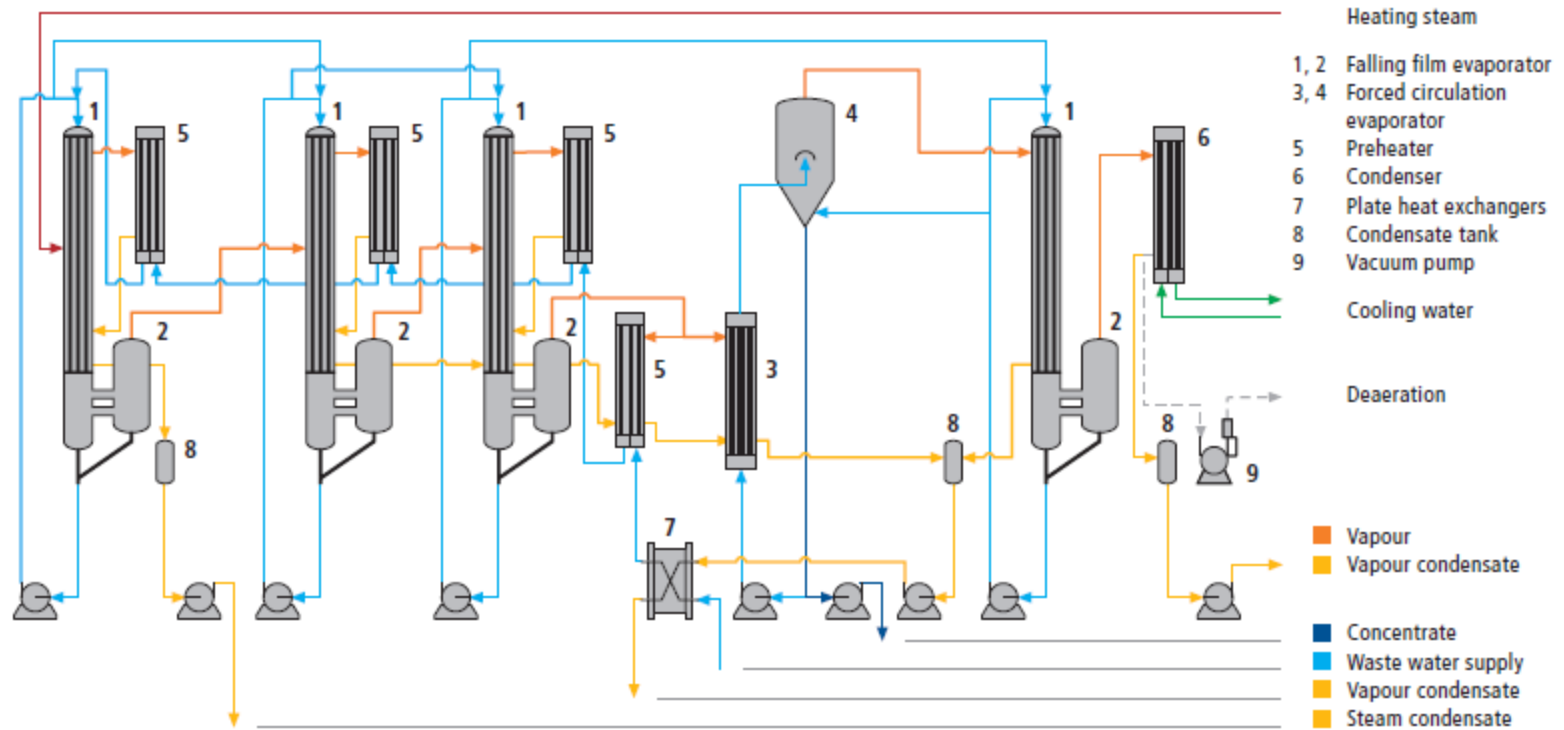 Heating steam
1, 2 Falling film evaporator
3, 4 Forced circulation
evaporator
5 Preheater
6 Condenser
7 Plate heat exchangers
8 Condensate tank
9 Vacuum pump
Cooling water
Deaeration
Vapour
Vapour condensate
Concentrate
Waste water supply
Vapour condensate
Steam condensate
1
5
1
5
1
5
4
1
6
2
2
2
5
3
2
8
8
8
9
7